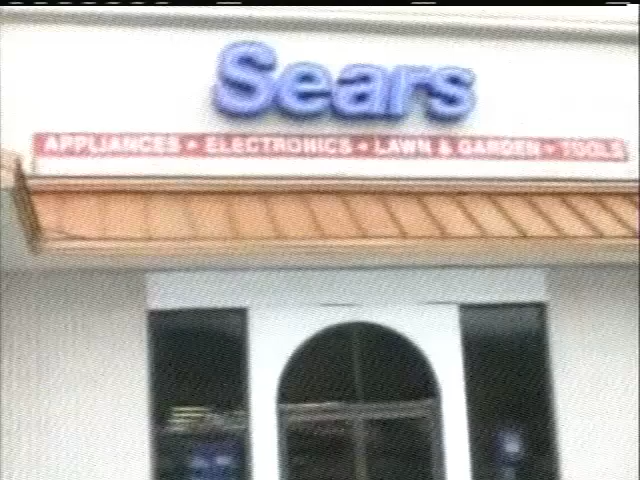 Sears
APPLIANCES • ELECTRONICS • LAWN & GARDEN • TOOLS